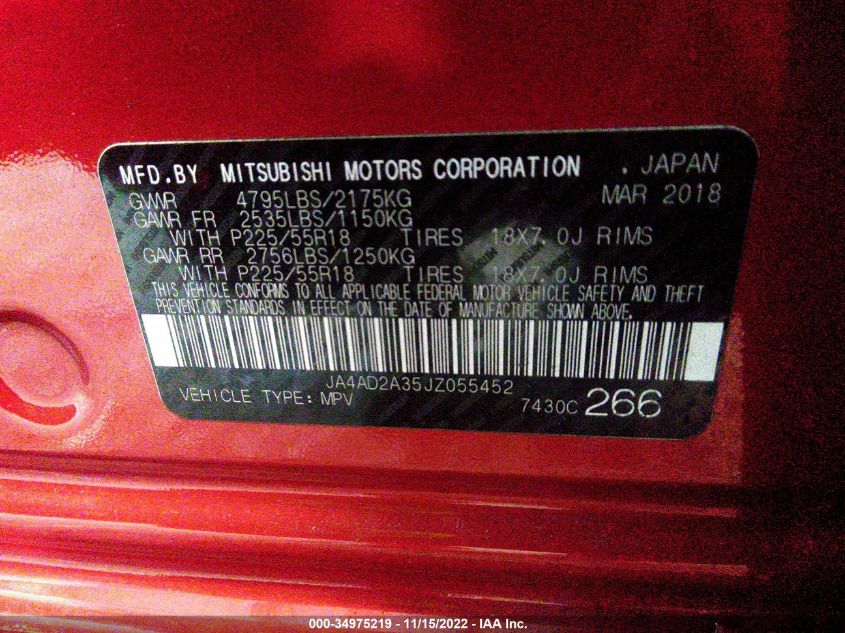 MFD.BY MITSUBISHI MOTORS CORPORATION . JAPAN
GVWR 4795LBS/2175KG MAR 2018
GAWR FR 2535LBS/1150KG
WITH P225/55R18 TIRES 18X7.0J RIMS
GAWR RR 2756LBS/1250KG
WITH P225/55R18 TIRES 18X7.0J RIMS
THIS VEHICLE CONFORMS TO ALL APPLICABLE FEDERAL MOTOR VEHICLE SAFETY AND THEFT
PREVENTION STANDARDS IN EFFECT ON THE DATE OF MANUFACTURE SHOWN ABOVE.
JA4AD2A35JZ055452
VEHICLE TYPE: MPV 7430C 266
000-34975219 - 11/15/2022 - IAA Inc.